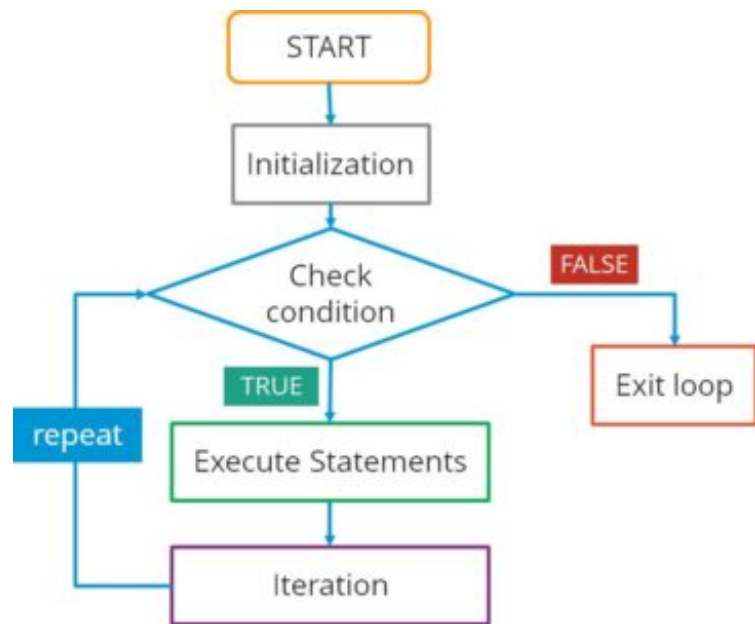 START
Initialization
Check
condition
FALSE
TRUE
Exit loop
repeat
Execute Statements
Iteration